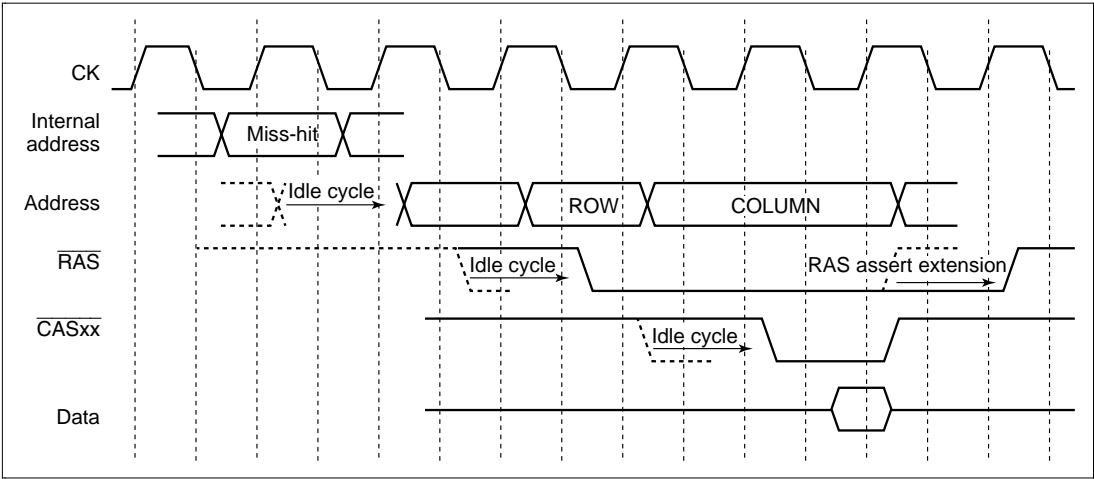 CK
Internal
address
Miss-hit
Address
Idle cycle
ROW
COLUMN
RAS
Idle cycle
RAS assert extension
CASxx
Idle cycle
Data